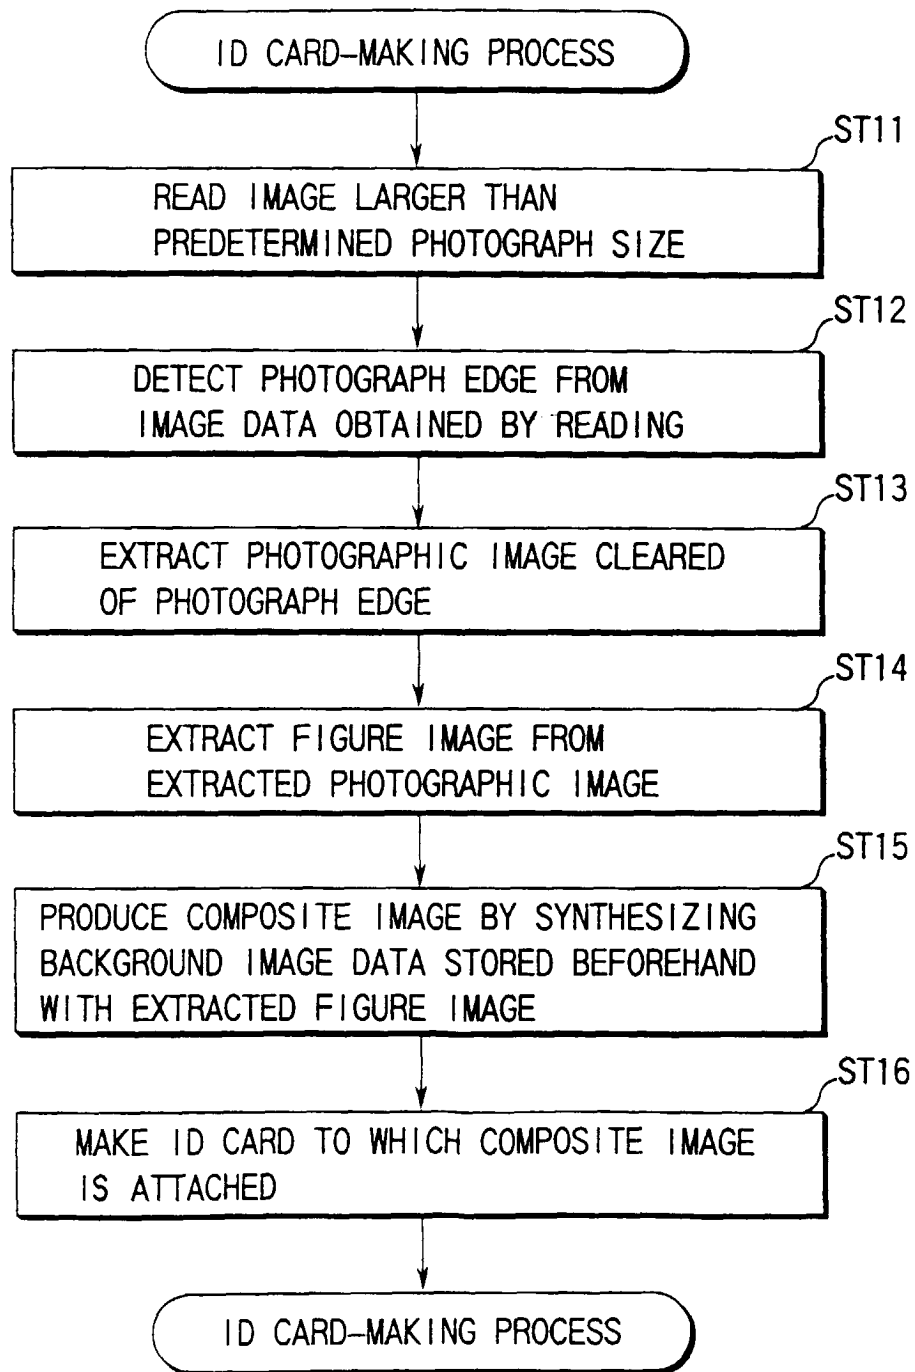 ID CARD-MAKING PROCESS
ST11
READ IMAGE LARGER THAN
PREDETERMINED PHOTOGRAPH SIZE
ST12
DETECT PHOTOGRAPH EDGE FROM
IMAGE DATA OBTAINED BY READING
ST13
EXTRACT PHOTOGRAPHIC IMAGE CLEARED
OF PHOTOGRAPH EDGE
ST14
EXTRACT FIGURE IMAGE FROM
EXTRACTED PHOTOGRAPHIC IMAGE
ST15
PRODUCE COMPOSITE IMAGE BY SYNTHESIZING
BACKGROUND IMAGE DATA STORED BEFOREHAND
WITH EXTRACTED FIGURE IMAGE
ST16
MAKE ID CARD TO WHICH COMPOSITE IMAGE
IS ATTACHED
ID CARD-MAKING PROCESS